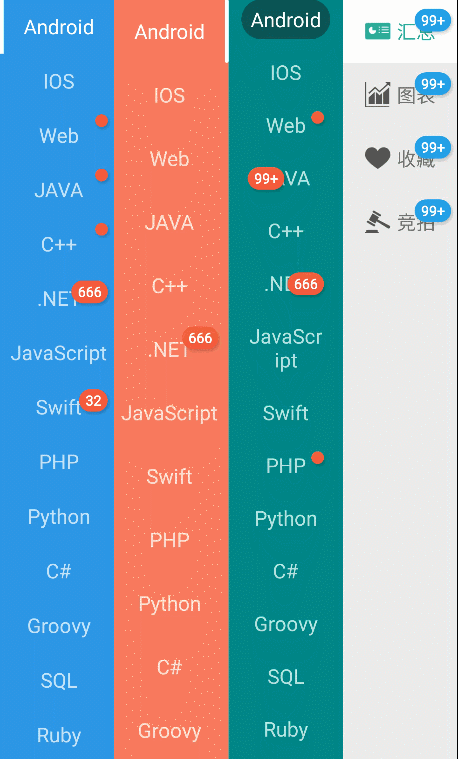 Android
IOS
Web
JAVA
C++
.NET
666
JavaScript
Swift
32
PHP
Python
C#
Groovy
SQL
Ruby
Android
IOS
Web
JAVA
C++
.NET
666
JavaScript
Swift
PHP
Python
C#
Groovy
Android
IOS
Web
99+
JAVA
C++
.NET
666
JavaScr
ipt
Swift
PHP
Python
C#
Groovy
SQL
Ruby
99+
汇总
99+
图表
99+
收藏
99+
竞拍